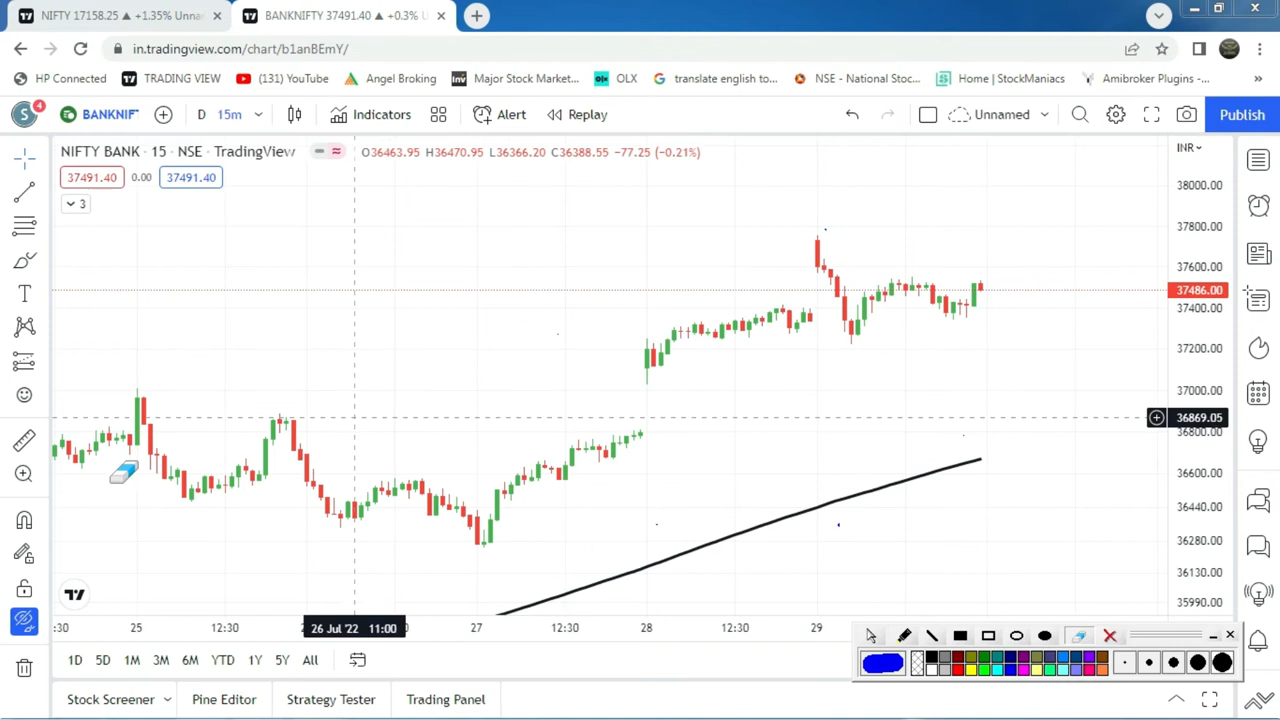 NIFTY 17158.25 ▲ +1.35% Unna
BANKNIFTY 37491.40 ▲ +0.3% U
in.tradingview.com/chart/b1anBEmY/
HP Connected TRADING VIEW (131) YouTube Angel Broking Major Stock Market... OLX translate english to... NSE - National Stoc... Home | StockManiacs Amibroker Plugins -... »
S 4 BANKNIF D 15m Indicators Alert Replay Unnamed Publish
NIFTY BANK · 15 · NSE · TradingView O36463.95 H36470.95 L36366.20 C36388.55 −77.25 (−0.21%) INR
37491.40 0.00 37491.40
3
38000.00
37800.00
37600.00
37486.00
37400.00
37200.00
37000.00
36869.05
36800.00
36600.00
36440.00
36280.00
36130.00
35990.00
:30 25 12:30 26 Jul '22 11:00 27 12:30 28 12:35 29
1D 5D 1M 3M 6M YTD All
Stock Screener Pine Editor Strategy Tester Trading Panel